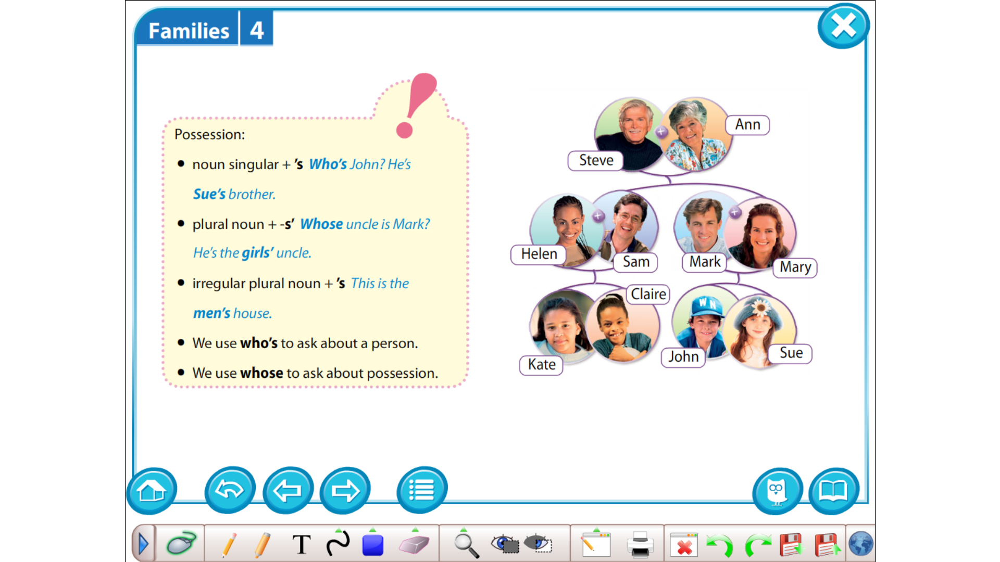 Families 4
Possession:
• noun singular + 's Who's John? He's
Sue's brother.
• plural noun + -s' Whose uncle is Mark?
He's the girls' uncle.
• irregular plural noun + 's This is the
men's house.
• We use who's to ask about a person.
• We use whose to ask about possession.
Ann
Steve
Helen
Sam
Mark
Mary
Claire
WN
Kate
John
Sue
T